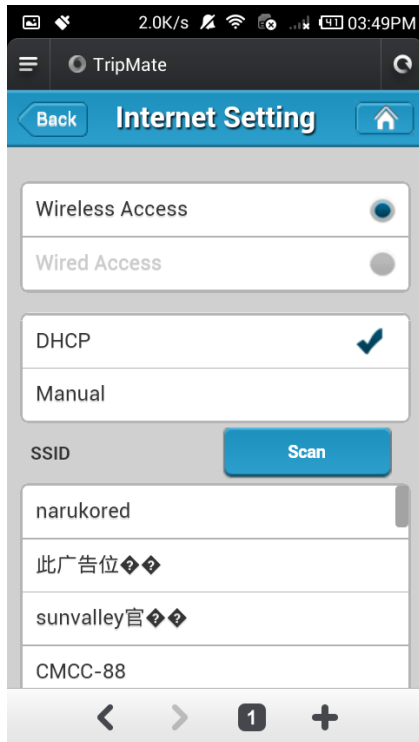 2.0K/s 41 03:49PM
TripMate
Back Internet Setting
Wireless Access
Wired Access
DHCP
Manual
SSID Scan
narukored
此广告位��
sunvalley官��
CMCC-88
1